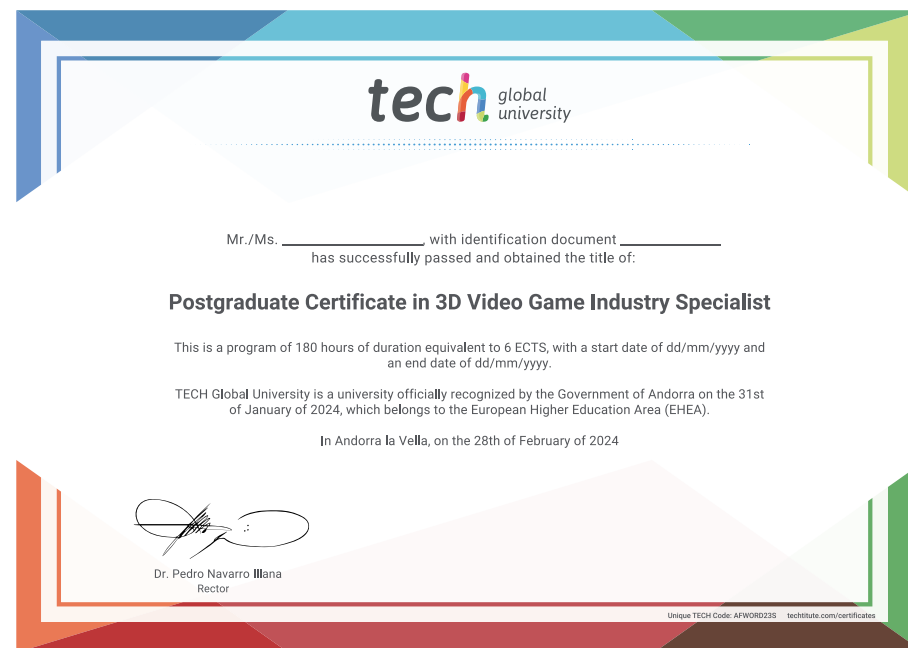 tech global university
Mr./Ms. ____________, with identification document ____________
has successfully passed and obtained the title of:
Postgraduate Certificate in 3D Video Game Industry Specialist
This is a program of 180 hours of duration equivalent to 6 ECTS, with a start date of dd/mm/yyyy and
an end date of dd/mm/yyyy.
TECH Global University is a university officially recognized by the Government of Andorra on the 31st
of January of 2024, which belongs to the European Higher Education Area (EHEA).
In Andorra la Vella, on the 28th of February of 2024
Dr. Pedro Navarro Illana
Rector
Unique TECH Code: AFWORD23S techtitute.com/certificates